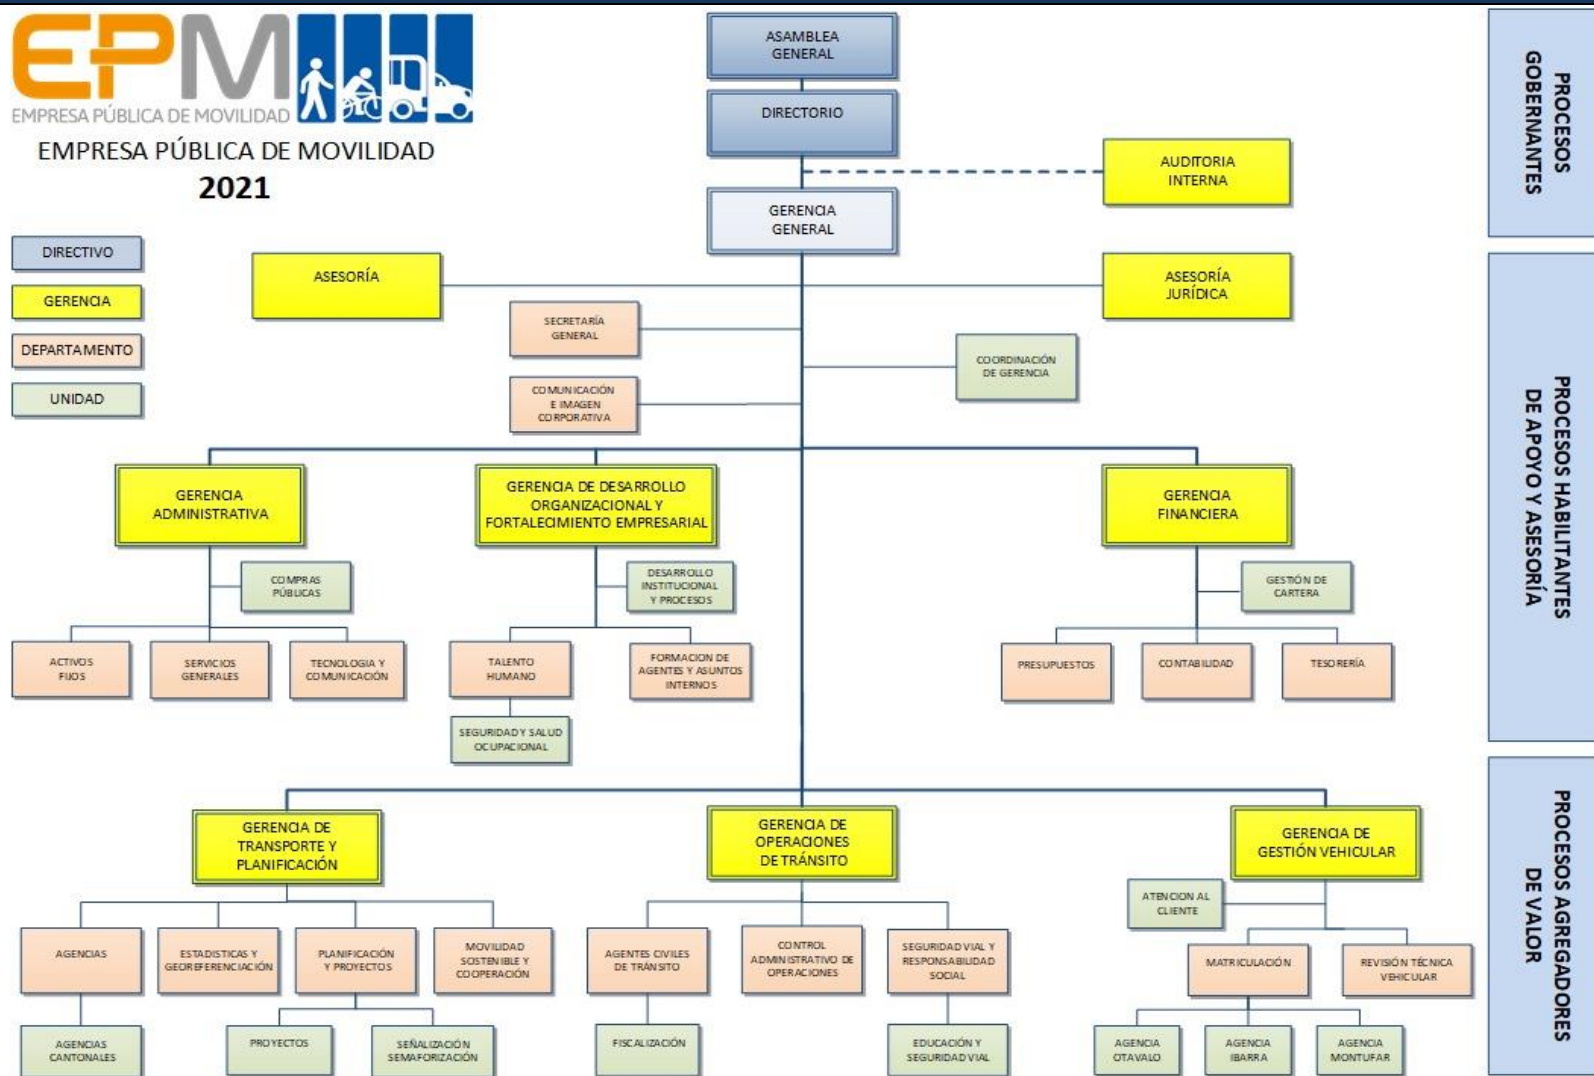 EPM
EMPRESA PÚBLICA DE MOVILIDAD
EMPRESA PÚBLICA DE MOVILIDAD
2021
DIRECTIVO
GERENCIA
DEPARTAMENTO
UNIDAD
ASAMBLEA
GENERAL
DIRECTORIO
AUDITORIA
INTERNA
GERENCIA
GENERAL
ASESORÍA
ASESORÍA
JURÍDICA
SECRETARÍA
GENERAL
COORDINACIÓN
DE GERENCIA
COMUNICACIÓN
E IMAGEN
CORPORATIVA
GERENCIA
ADMINISTRATIVA
GERENCIA DE DESARROLLO
ORGANIZACIONAL Y
FORTALECIMIENTO EMPRESARIAL
GERENCIA
FINANCIERA
COMPRAS
PÚBLICAS
DESARROLLO
INSTITUCIONAL
Y PROCESOS
GESTIÓN DE
CARTERA
ACTIVOS
FIJOS
SERVICIOS
GENERALES
TECNOLOGIA Y
COMUNICACIÓN
TALENTO
HUMANO
FORMACION DE
AGENTES Y ASUNTOS
INTERNOS
PRESUPUESTOS
CONTABILIDAD
TESORERÍA
SEGURIDAD Y SALUD
OCUPACIONAL
GERENCIA DE
TRANSPORTE Y
PLANIFICACIÓN
GERENCIA DE
OPERACIONES
DE TRÁNSITO
GERENCIA DE
GESTIÓN VEHICULAR
ATENCION AL
CLIENTE
AGENCIAS
ESTADISTICAS Y
GEOREFERENCIACIÓN
PLANIFICACIÓN
Y PROYECTOS
MOVILIDAD
SOSTENIBLE Y
COOPERACIÓN
AGENTES CIVILES
DE TRÁNSITO
CONTROL
ADMINISTRATIVO DE
OPERACIONES
SEGURIDAD VIAL Y
RESPONSABILIDAD
SOCIAL
MATRICULACIÓN
REVISIÓN TÉCNICA
VEHICULAR
AGENCIAS
CANTONALES
PROYECTOS
SEÑALIZACIÓN
SEMAFORIZACIÓN
FISCALIZACIÓN
EDUCACIÓN Y
SEGURIDAD VIAL
AGENCIA
OTAVALO
AGENCIA
IBARRA
AGENCIA
MONTUFAR
PROCESOS
GOBERNANTES
PROCESOS HABILITANTES
DE APOYO Y ASESORÍA
PROCESOS AGREGADORES
DE VALOR